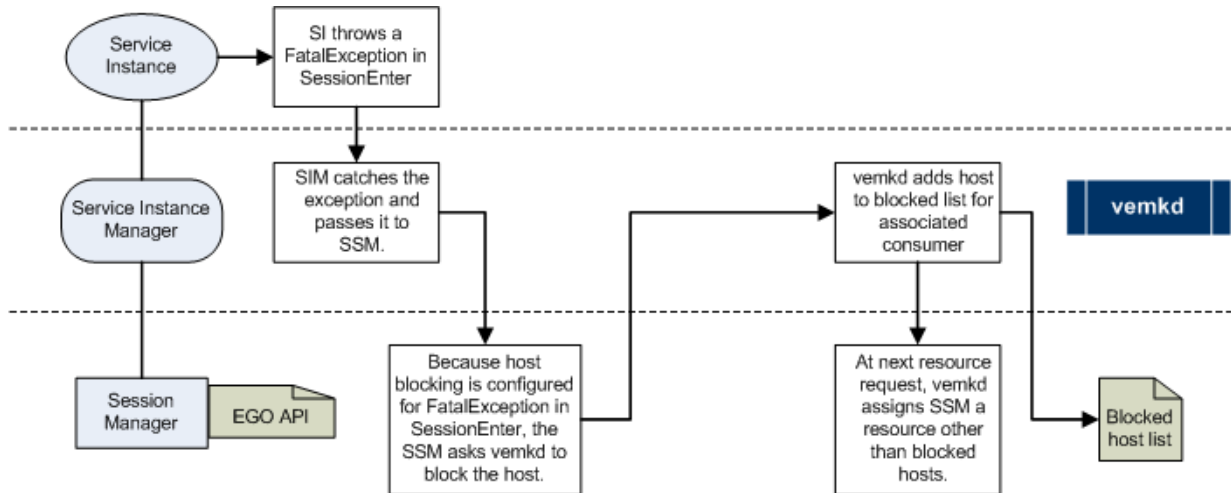 Service
Instance
SI throws a
FatalException in
SessionEnter
Service Instance
Manager
SIM catches the
exception and
passes it to
SSM.
vemkd adds host
to blocked list for
associated
consumer
vemkd
Session
Manager
EGO API
Because host
blocking is configured
for FatalException in
SessionEnter, the
SSM asks vemkd to
block the host.
At next resource
request, vemkd
assigns SSM a
resource other
than blocked
hosts.
Blocked
host list